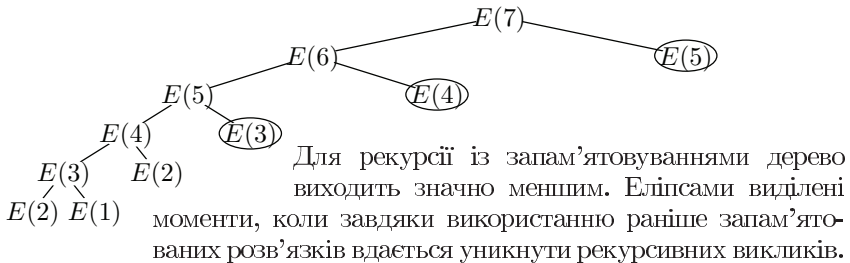 E(7)
E(6) E(5)
E(5) E(4)
E(4) E(3)
E(3) E(2)
E(2) E(1)
Для рекурсії із запам’ятовуваннями дерево
виходить значно меншим. Еліпсами виділені
моменти, коли завдяки використанню раніше запам’ято-
ваних розв’язків вдається уникнути рекурсивних викликів.